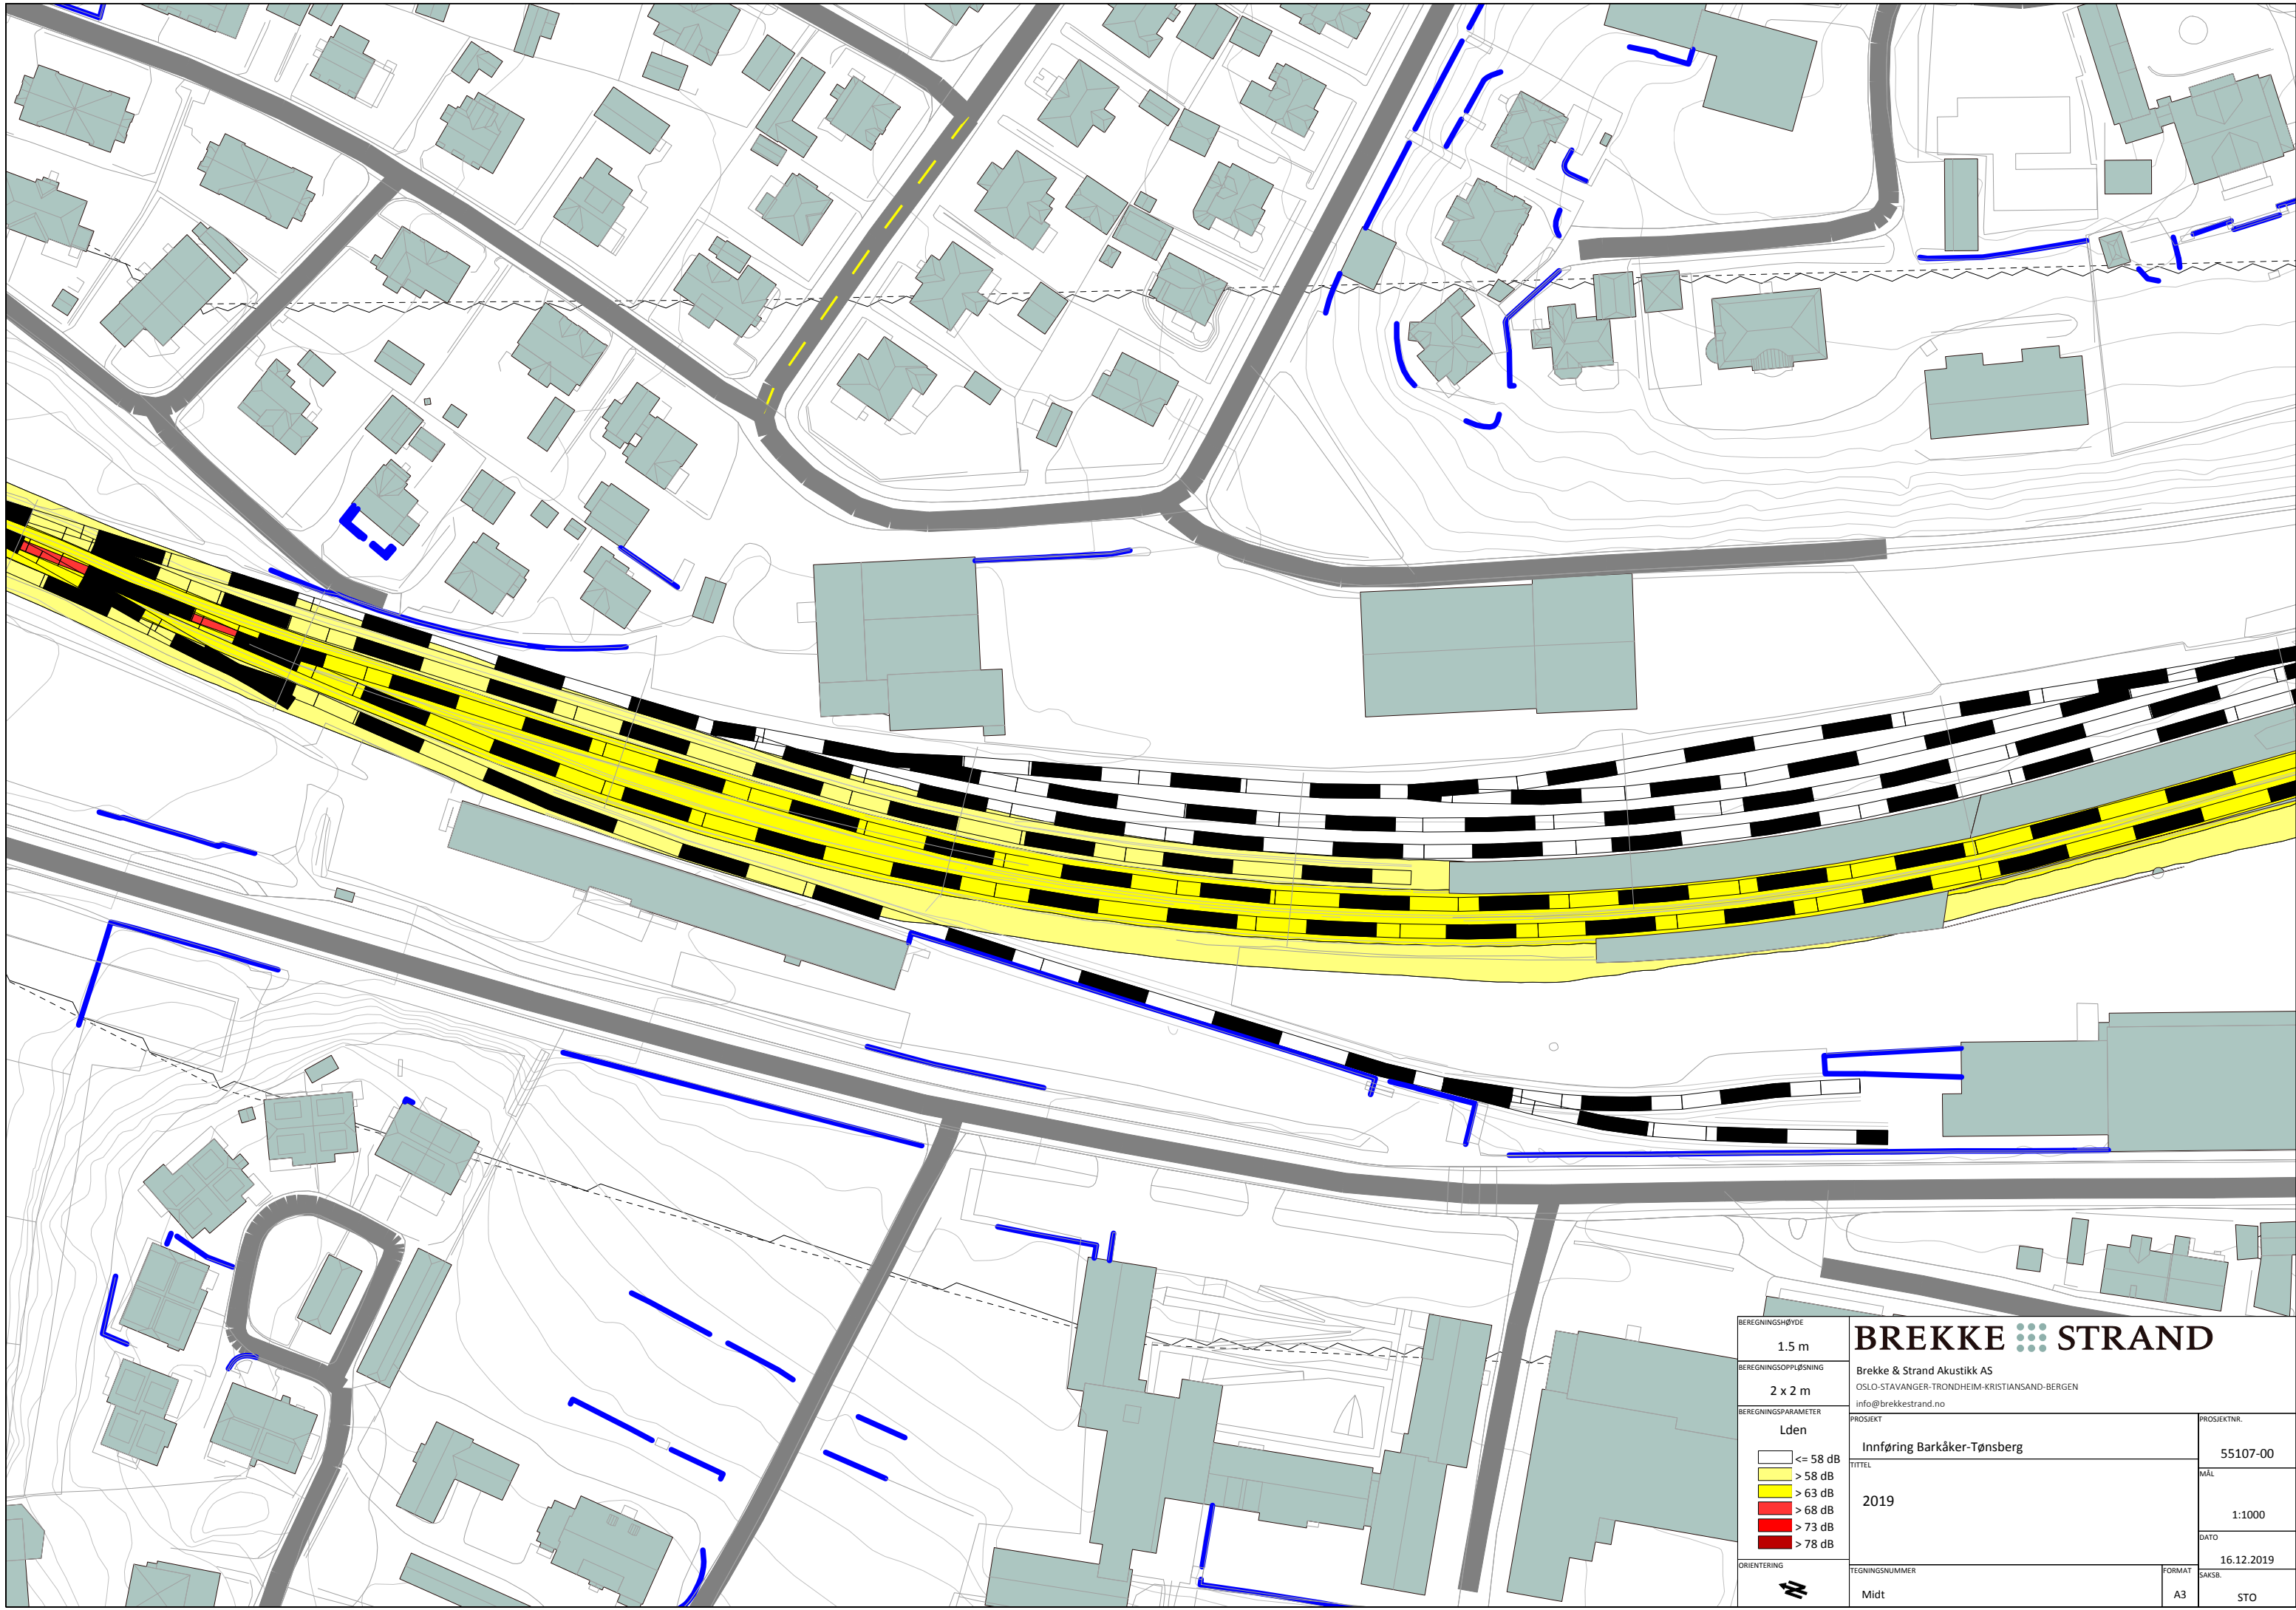 BEREGNINGSHØYDE
1.5 m
BEREGNINGSOPPLØSNING
2 x 2 m
BEREGNINGSPARAMETER
Lden
<= 58 dB
> 58 dB
> 63 dB
> 68 dB
> 73 dB
> 78 dB
ORIENTERING
N
BREKKE STRAND
Brekke & Strand Akustikk AS
OSLO-STAVANGER-TRONDHEIM-KRISTIANSAND-BERGEN
info@brekkestrand.no
PROSJEKT
Innføring Barkåker-Tønsberg
PROSJEKTNR.
55107-00
TITTEL
2019
MÅL
1:1000
DATO
16.12.2019
TEGNINGSNUMMER
Midt
FORMAT
A3
SAKSB.
STO